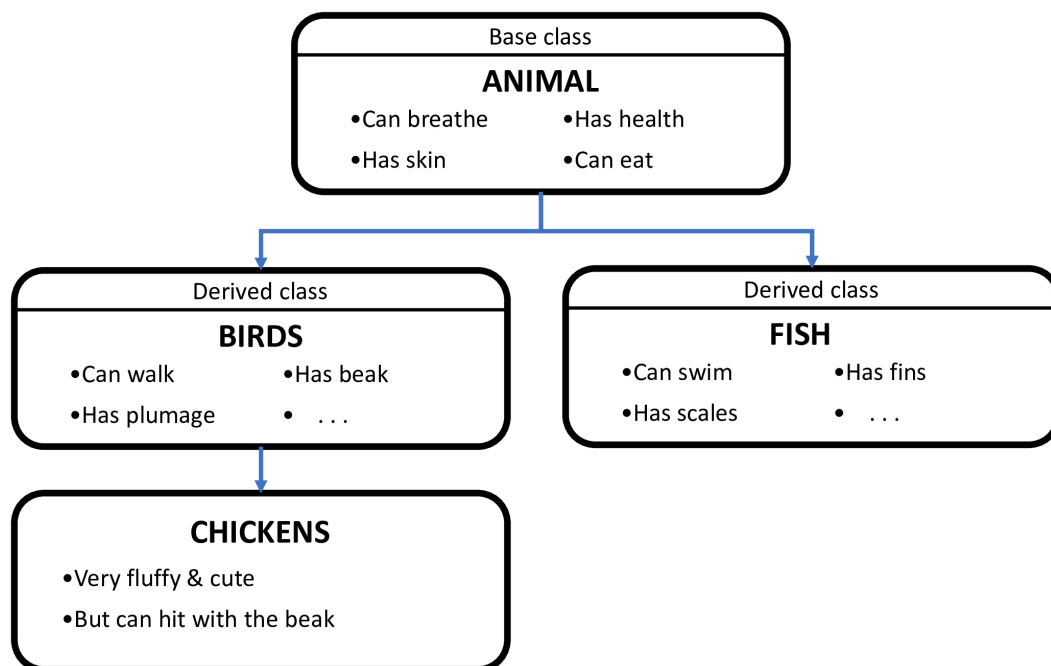 Base class
ANIMAL
•Can breathe •Has health
•Has skin •Can eat
Derived class
BIRDS
•Can walk •Has beak
•Has plumage • . . .
Derived class
FISH
•Can swim •Has fins
•Has scales • . . .
CHICKENS
•Very fluffy & cute
•But can hit with the beak